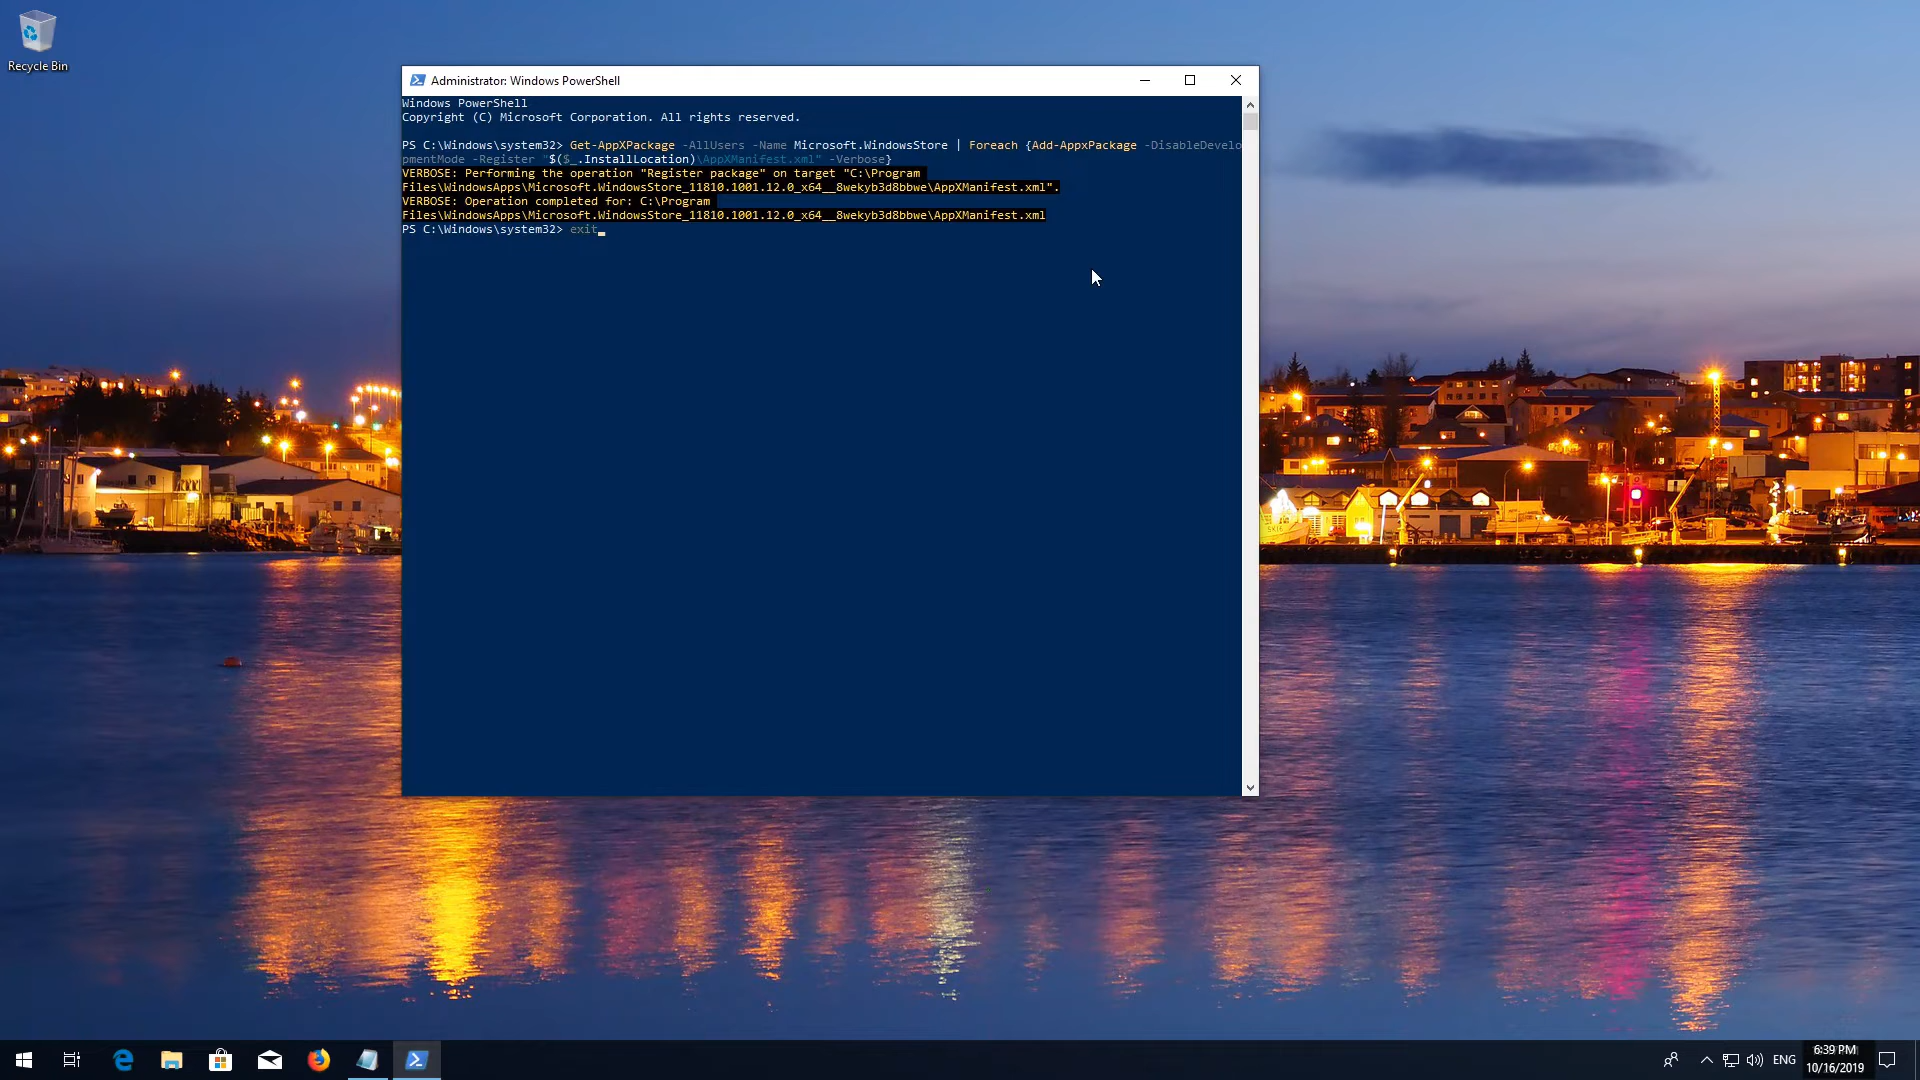 Recycle Bin
Administrator: Windows PowerShell
Windows PowerShell
Copyright (C) Microsoft Corporation. All rights reserved.
PS C:\Windows\system32> Get-AppXPackage -AllUsers -Name Microsoft.WindowsStore | Foreach {Add-AppxPackage -DisableDevelo
pmentMode -Register "$($_.InstallLocation)\AppXManifest.xml" -Verbose}
VERBOSE: Performing the operation "Register package" on target "C:\Program
Files\WindowsApps\Microsoft.WindowsStore_11810.1001.12.0_x64__8wekyb3d8bbwe\AppXManifest.xml".
VERBOSE: Operation completed for: C:\Program
Files\WindowsApps\Microsoft.WindowsStore_11810.1001.12.0_x64__8wekyb3d8bbwe\AppXManifest.xml
PS C:\Windows\system32> exit_
ENG
6:39 PM
10/16/2019